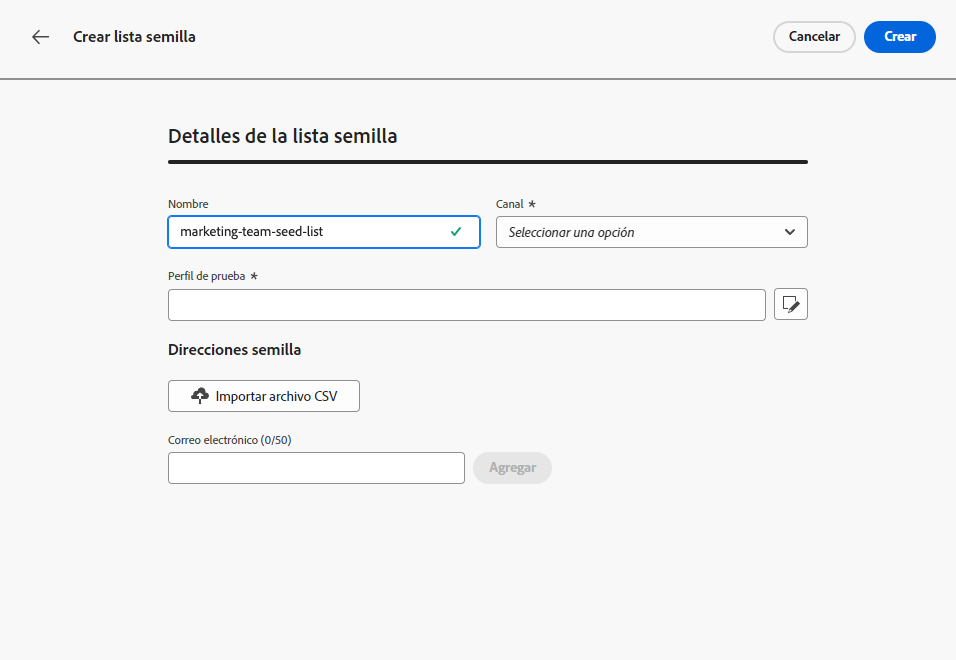 Crear lista semilla
Cancelar
Crear
Detalles de la lista semilla
Nombre
Canal *
marketing-team-seed-list
Seleccionar una opción
Perfil de prueba *
Direcciones semilla
Importar archivo CSV
Correo electrónico (0/50)
Agregar